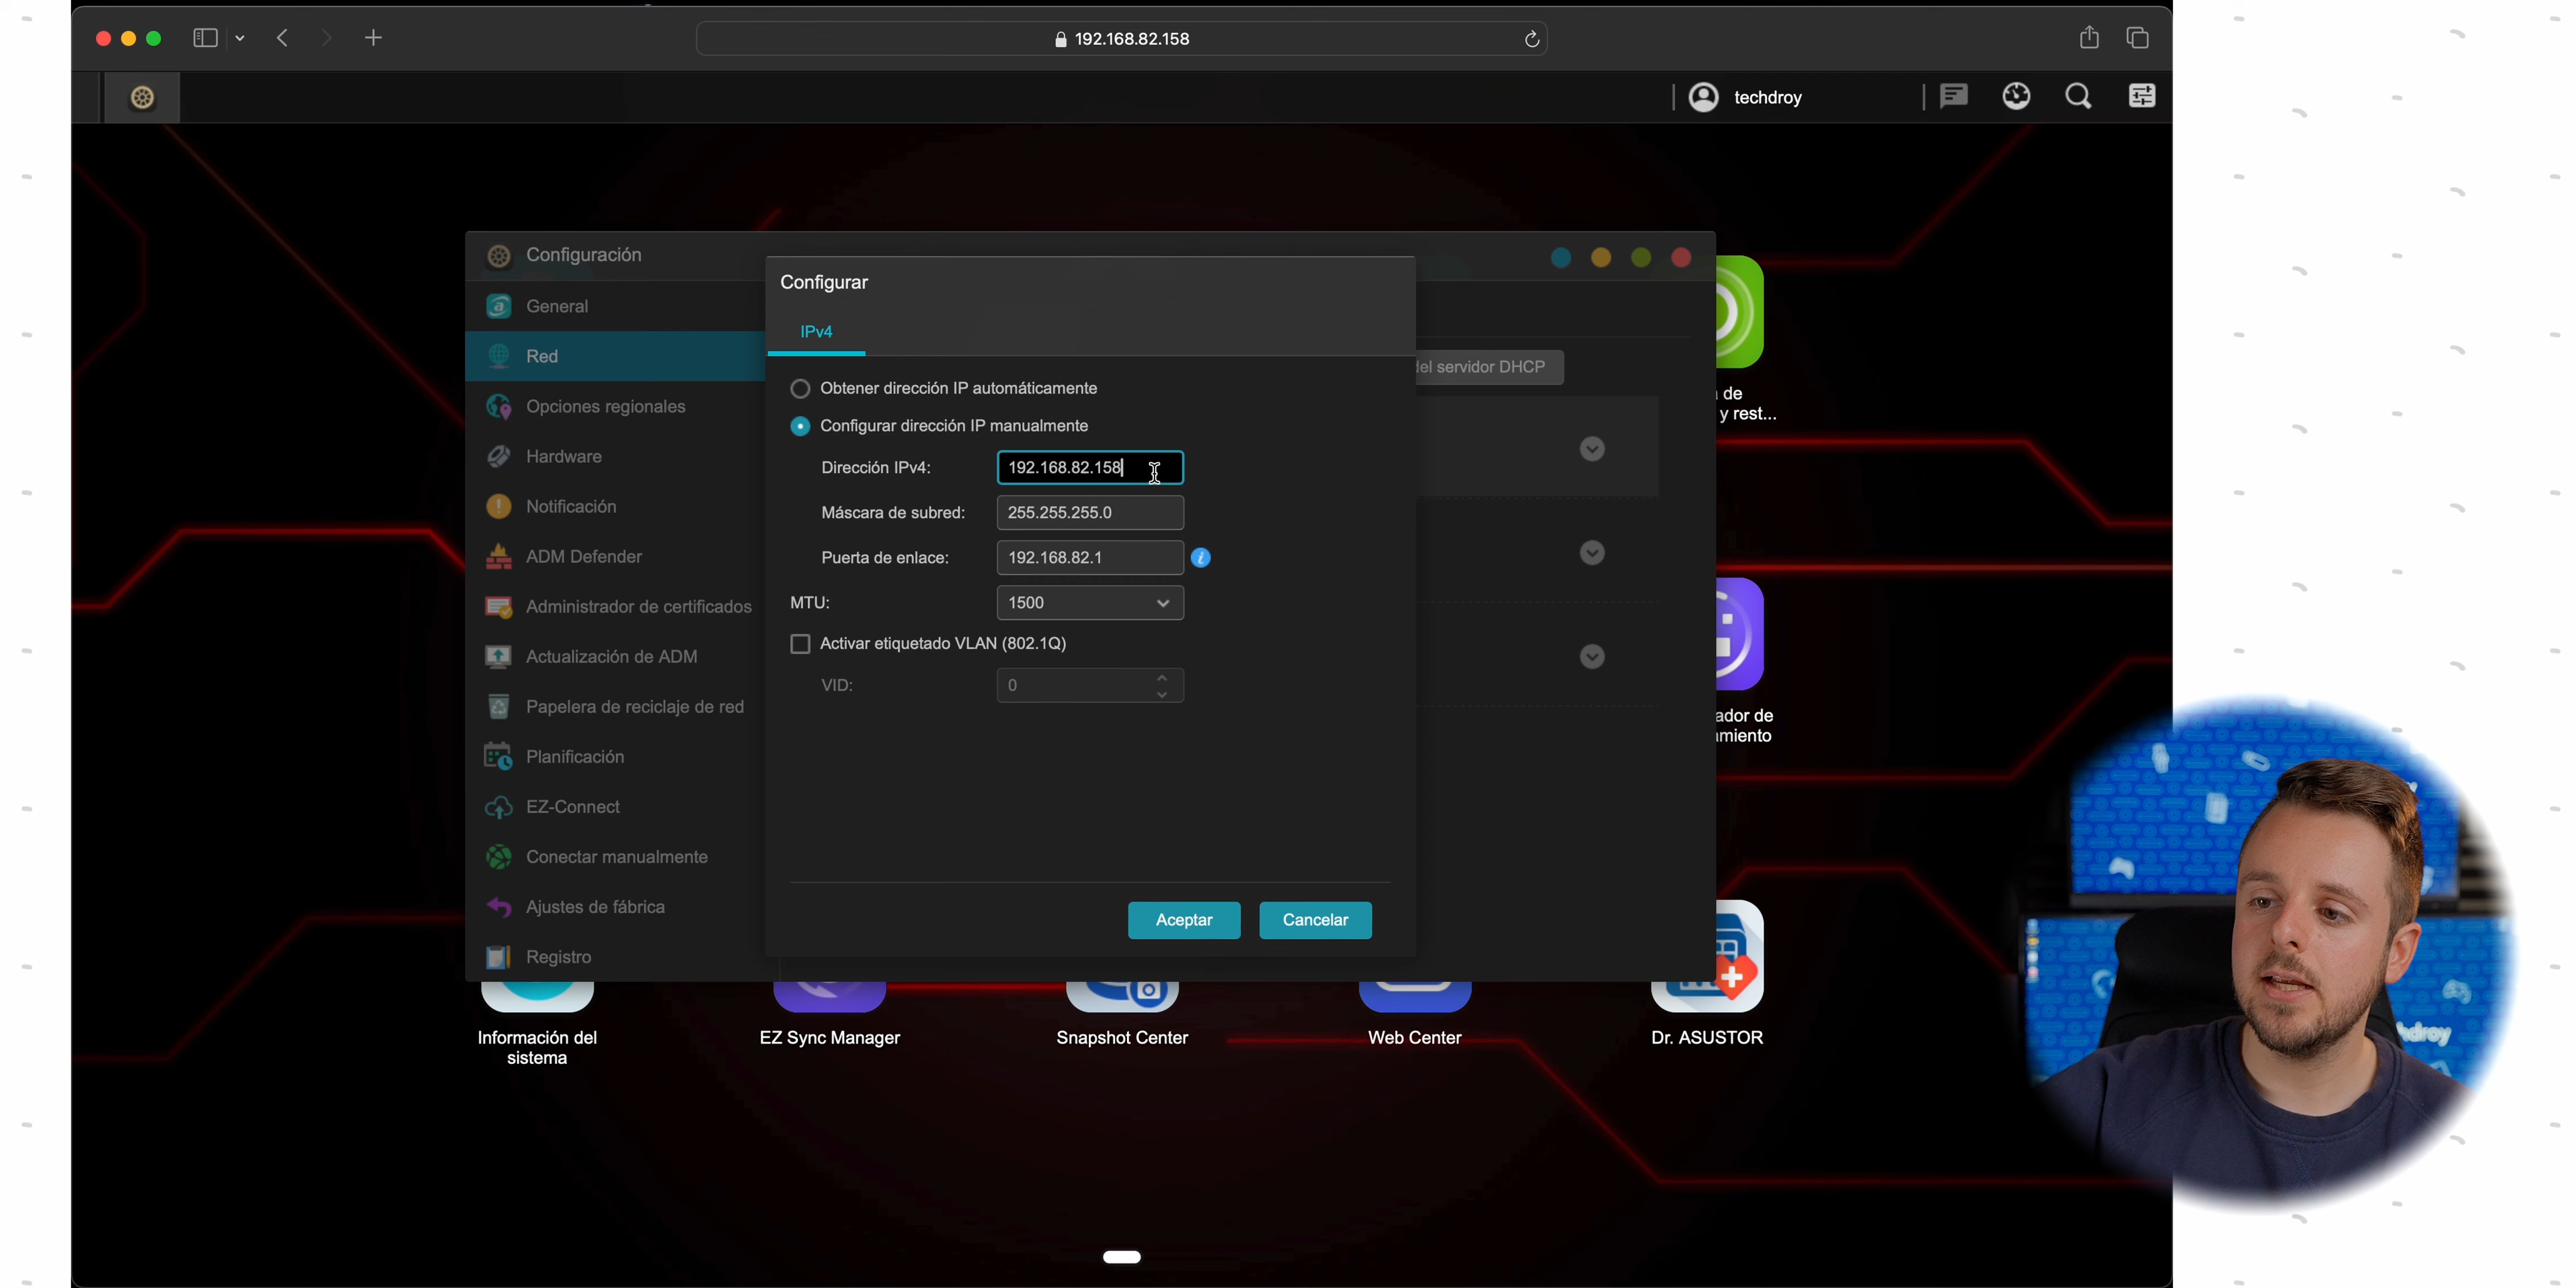 192.168.82.158
techdroy
Configuración
Configurar
General
IPv4
Red
del servidor DHCP
Obtener dirección IP automáticamente
de
y rest...
Opciones regionales
Configurar dirección IP manualmente
Hardware
Dirección IPv4: 192.168.82.158
Notificación
Máscara de subred: 255.255.255.0
ADM Defender
Puerta de enlace: 192.168.82.1
i
Administrador de certificados
MTU: 1500
Actualización de ADM
Activar etiquetado VLAN (802.1Q)
VID: 0
Papelera de reciclaje de red
ador de
amiento
Planificación
EZ-Connect
Conectar manualmente
Ajustes de fábrica
Aceptar
Cancelar
Registro
Información del
sistema
EZ Sync Manager
Snapshot Center
Web Center
Dr. ASUSTOR
chdroy